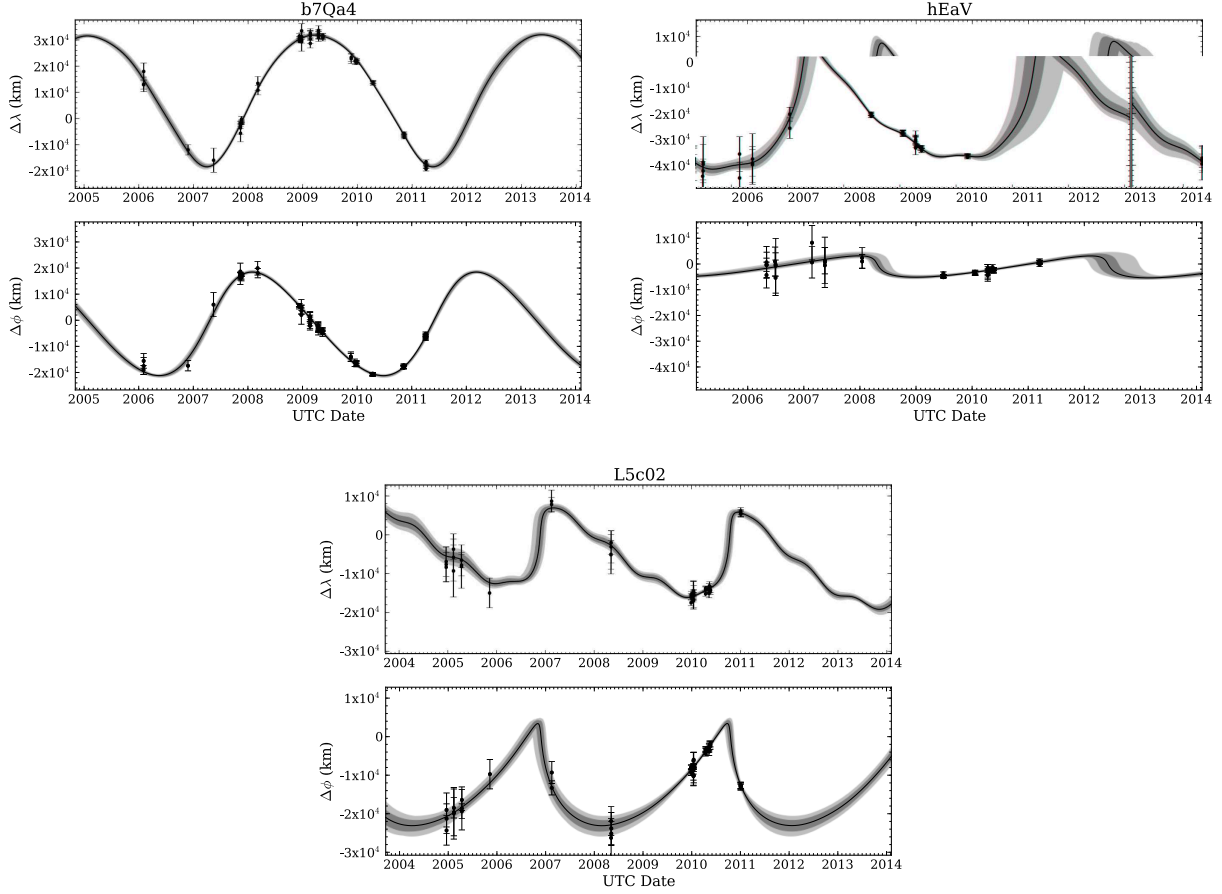 b7Qa4
3x10⁴
2x10⁴
1x10⁴
0
-1x10⁴
-2x10⁴
Δλ (km)
2005 2006 2007 2008 2009 2010 2011 2012 2013 2014
3x10⁴
2x10⁴
1x10⁴
0
-1x10⁴
-2x10⁴
Δϕ (km)
2005 2006 2007 2008 2009 2010 2011 2012 2013 2014
UTC Date
hEaV
1x10⁴
0
-2x10⁴
-3x10⁴
-4x10⁴
Δλ (km)
2006 2007 2008 2009 2010 2011 2012 2013 2014
1x10⁴
0
-1x10⁴
-2x10⁴
-3x10⁴
-4x10⁴
Δϕ (km)
2006 2007 2008 2009 2010 2011 2012 2013 2014
UTC Date
L5c02
1x10⁴
0
-1x10⁴
-2x10⁴
-3x10⁴
Δλ (km)
2004 2005 2006 2007 2008 2009 2010 2011 2012 2013 2014
1x10⁴
0
-1x10⁴
-2x10⁴
-3x10⁴
Δϕ (km)
2004 2005 2006 2007 2008 2009 2010 2011 2012 2013 2014
UTC Date